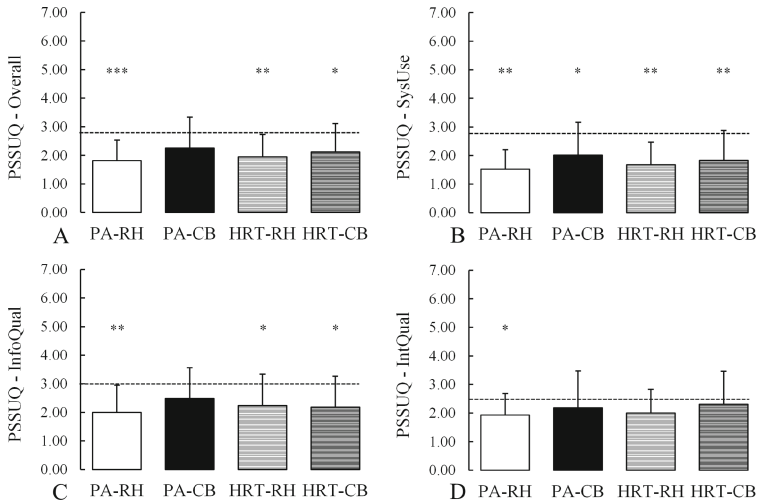 PSSUQ - Overall
7.00
6.00
5.00
4.00
3.00
2.00
1.00
0.00
*** ** *
A
PA-RH PA-CB HRT-RH HRT-CB
PSSUQ - SysUse
7.00
6.00
5.00
4.00
3.00
2.00
1.00
0.00
** * ** **
B
PA-RH PA-CB HRT-RH HRT-CB
PSSUQ - InfoQual
7.00
6.00
5.00
4.00
3.00
2.00
1.00
0.00
** * *
C
PA-RH PA-CB HRT-RH HRT-CB
PSSUQ - IntQual
7.00
6.00
5.00
4.00
3.00
2.00
1.00
0.00
*
D
PA-RH PA-CB HRT-RH HRT-CB